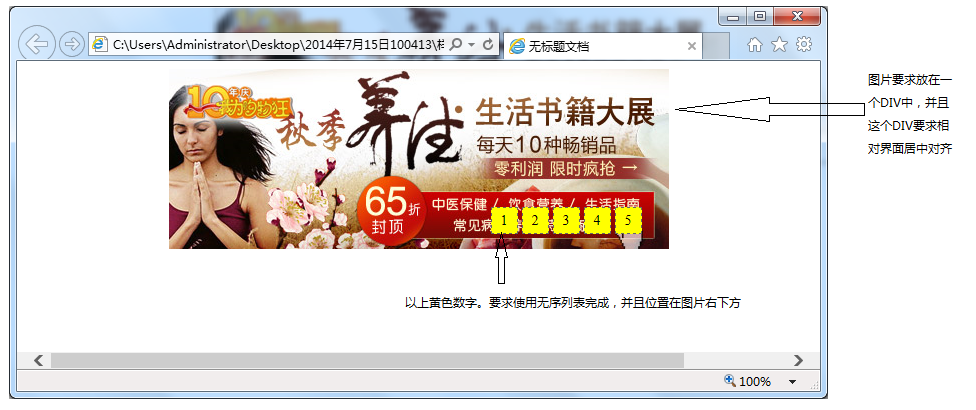 C:\Users\Administrator\Desktop\2014年7月15日100413\样
无标题文档
10年庆
秋季养生
生活书籍大展
每天10种畅销品
零利润 限时疯抢 →
65折
封顶
中医保健 / 饮食营养 / 生活指南
常见病
1 2 3 4 5
图片要求放在一
个DIV中，并且
这个DIV要求相
对界面居中对齐
以上黄色数字。要求使用无序列表完成，并且位置在图片右下方
100%